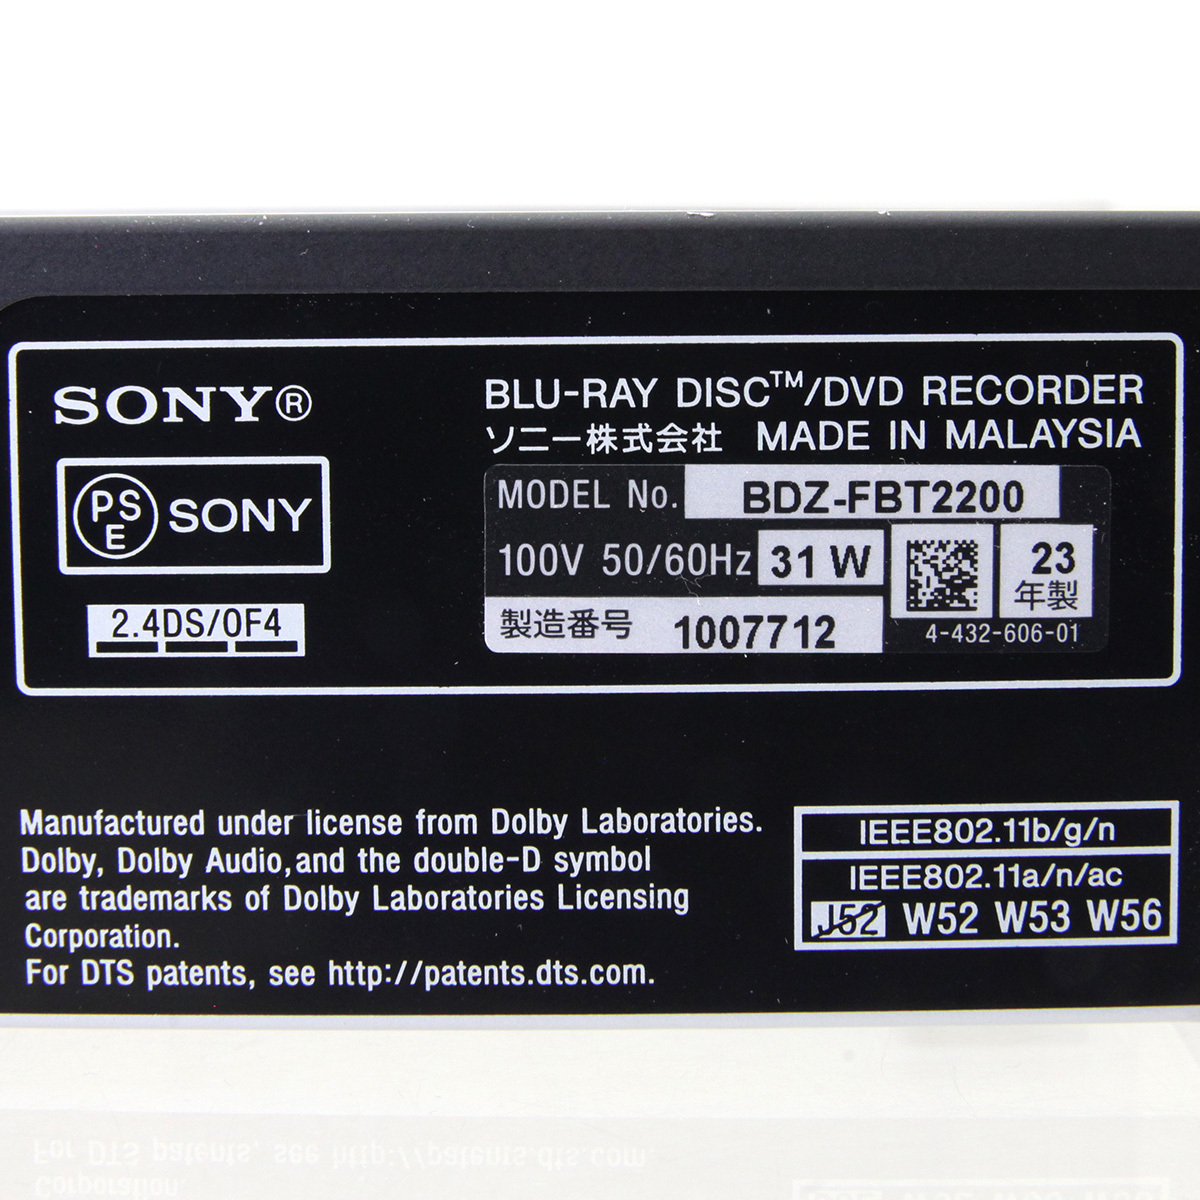 SONY®
PSE SONY
2.4DS/OF4
BLU-RAY DISC™/DVD RECORDER
ソニー株式会社 MADE IN MALAYSIA
MODEL No. BDZ-FBT2200
100V 50/60Hz 31 W
23
年製
製造番号 1007712
4-432-606-01
Manufactured under license from Dolby Laboratories.
Dolby, Dolby Audio,and the double-D symbol
are trademarks of Dolby Laboratories Licensing
Corporation.
For DTS patents, see http://patents.dts.com.
IEEE802.11b/g/n
IEEE802.11a/n/ac
J52 W52 W53 W56